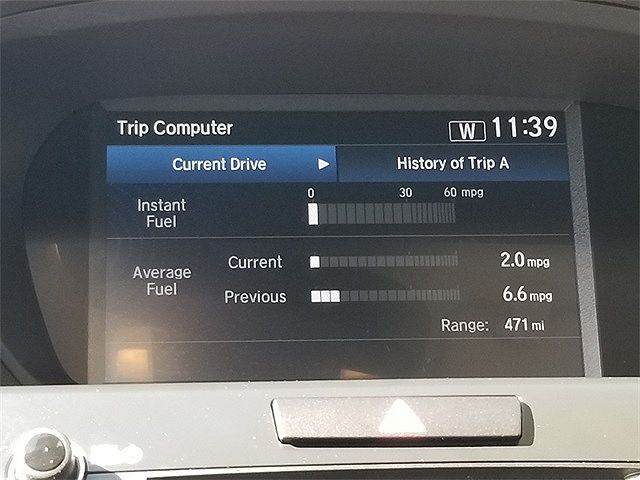 Trip Computer W 11:39
Current Drive History of Trip A
0 30 60 mpg
Instant
Fuel
Average
Fuel
Current 2.0 mpg
Previous 6.6 mpg
Range: 471 mi